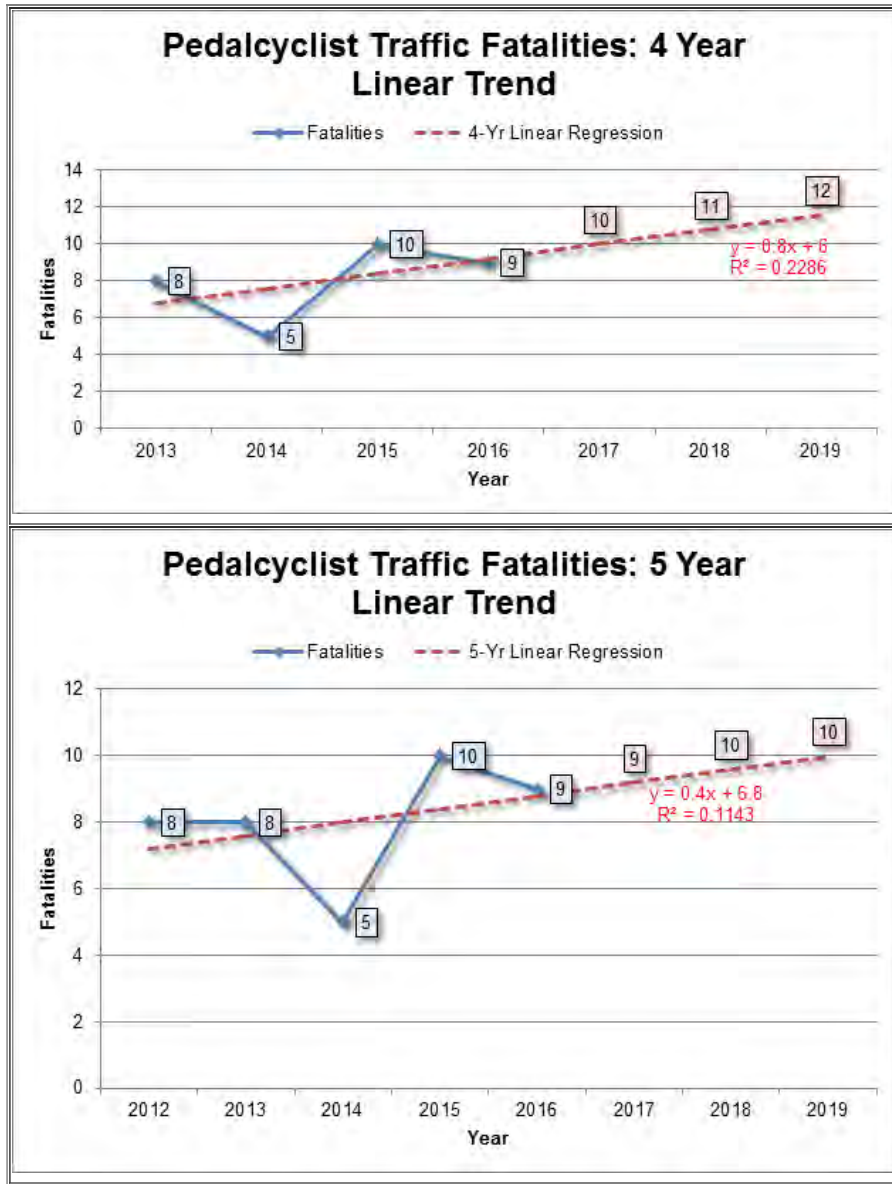 Pedalcyclist Traffic Fatalities: 4 Year
Linear Trend
Fatalities 4-Yr Linear Regression
14
12
10
8
6
4
2
0
Fatalities
8
5
10
9
10
11
12
y = 0.8x + 6
R² = 0.2286
2013 2014 2015 2016 2017 2018 2019
Year
Pedalcyclist Traffic Fatalities: 5 Year
Linear Trend
Fatalities 5-Yr Linear Regression
12
10
8
6
4
2
0
Fatalities
8
8
5
10
9
9
10
10
y = 0.4x + 6.8
R² = 0.1143
2012 2013 2014 2015 2016 2017 2018 2019
Year